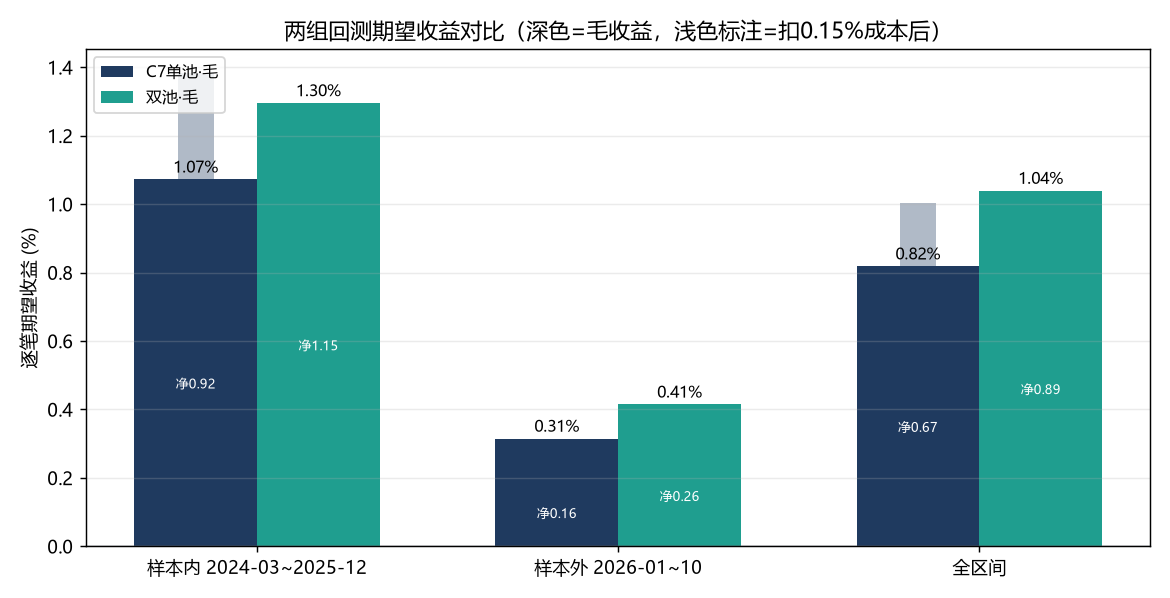 两组回测期望收益对比（深色=毛收益，浅色标注=扣0.15%成本后）
C7单池·毛
双池·毛
逐笔期望收益 (%)
1.4
1.2
1.0
0.8
0.6
0.4
0.2
0.0
1.07%
1.30%
净0.92
净1.15
0.31%
0.41%
净0.16
净0.26
0.82%
1.04%
净0.67
净0.89
样本内 2024-03~2025-12
样本外 2026-01~10
全区间